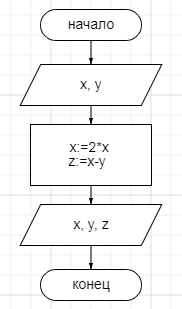 начало
x, y
x:=2*x
z:=x-y
x, y, z
конец